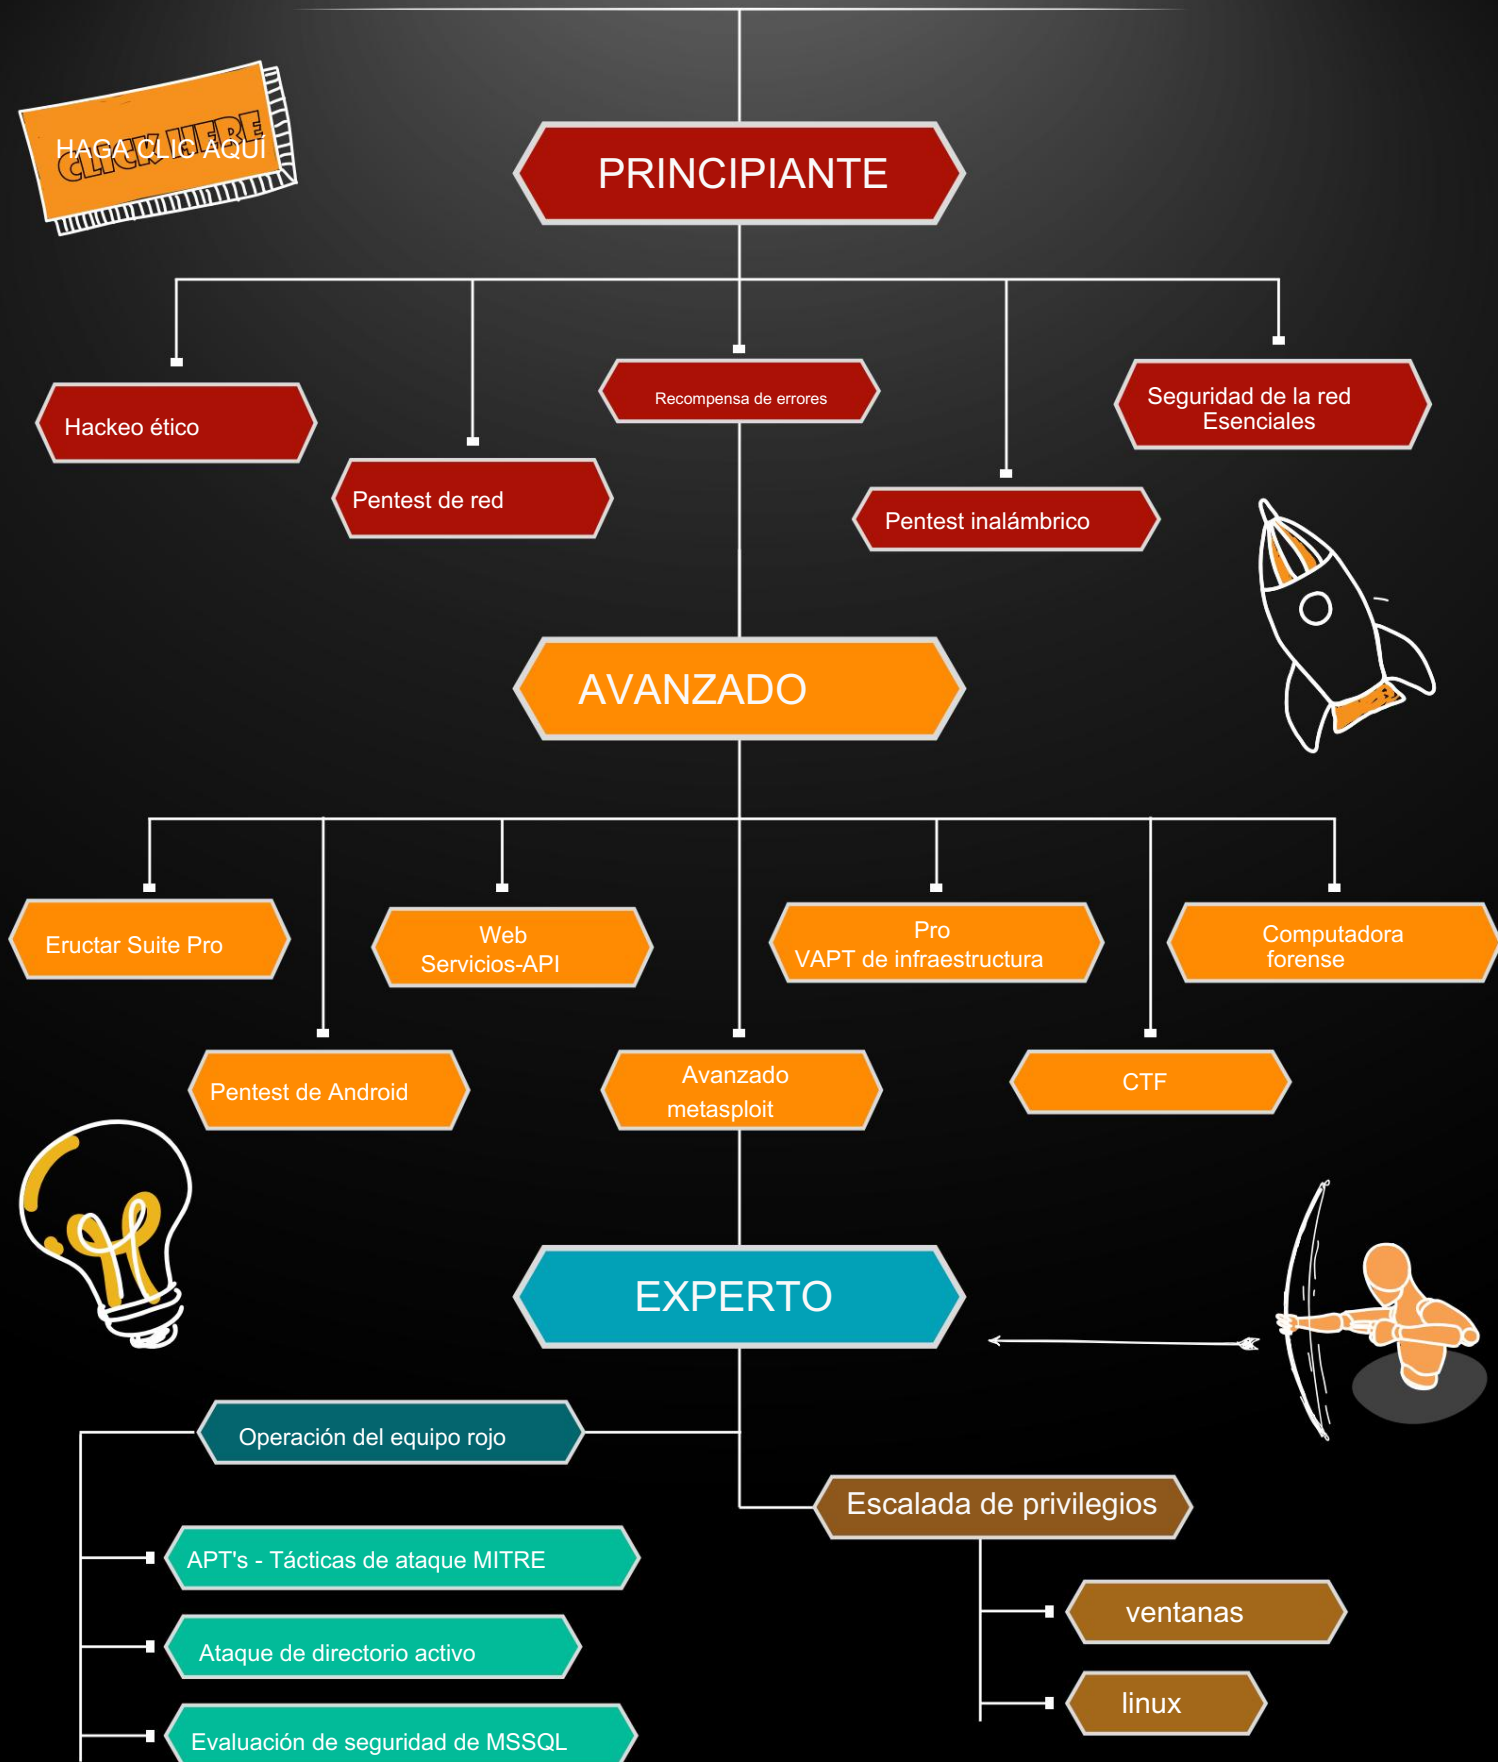 HAGA CLIC AQUÍ
CLICK HERE
PRINCIPIANTE
Hackeo ético
Pentest de red
Recompensa de errores
Pentest inalámbrico
Seguridad de la red
Esenciales
AVANZADO
Eructar Suite Pro
Pentest de Android
Web
Servicios-API
Avanzado
metasploit
Pro
VAPT de infraestructura
CTF
Computadora
forense
EXPERTO
Operación del equipo rojo
APT's - Tácticas de ataque MITRE
Ataque de directorio activo
Evaluación de seguridad de MSSQL
Escalada de privilegios
ventanas
linux